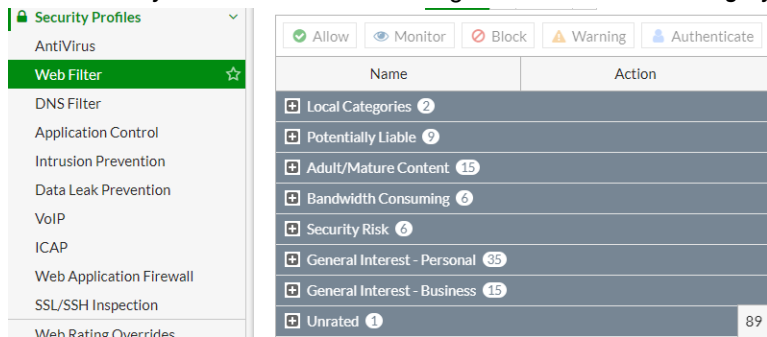 Security Profiles
AntiVirus
Web Filter
DNS Filter
Application Control
Intrusion Prevention
Data Leak Prevention
VoIP
ICAP
Web Application Firewall
SSL/SSH Inspection
Web Rating Overrides
Allow Monitor Block Warning Authenticate
Name Action
Local Categories 2
Potentially Liable 9
Adult/Mature Content 15
Bandwidth Consuming 6
Security Risk 6
General Interest - Personal 35
General Interest - Business 15
Unrated 1 89